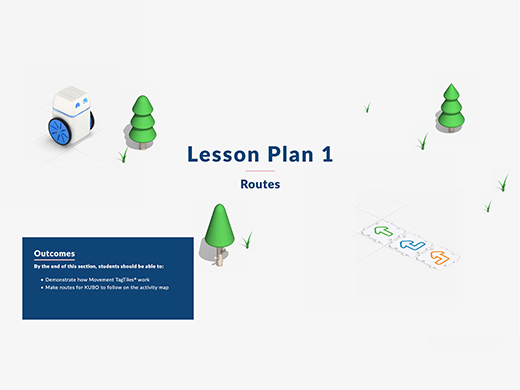 Lesson Plan 1
Routes
Outcomes
By the end of this section, students should be able to:
• Demonstrate how Movement TagTiles® work
• Make routes for KUBO to follow on the activity map